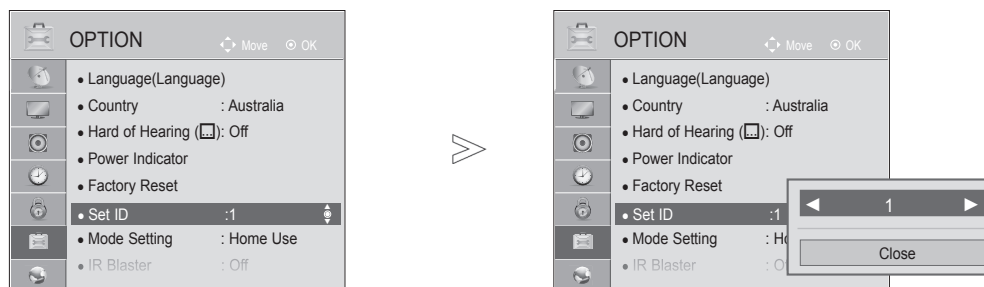 OPTION
Move OK
● Language(Language)
● Country : Australia
● Hard of Hearing (...): Off
● Power Indicator
● Factory Reset
● Set ID :1
● Mode Setting : Home Use
● IR Blaster : Off
OPTION
Move OK
● Language(Language)
● Country : Australia
● Hard of Hearing (...): Off
● Power Indicator
● Factory Reset
● Set ID :1
● Mode Setting : Ho
● IR Blaster : O
◄ 1 ►
Close